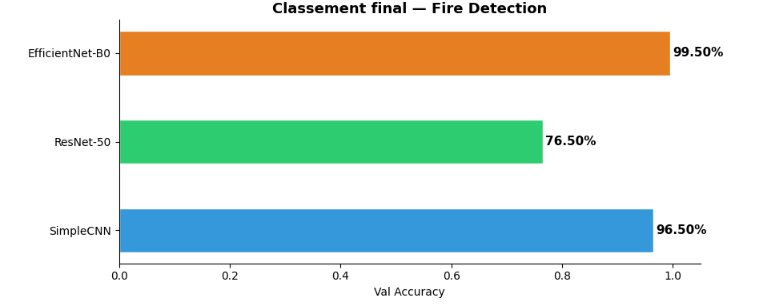 Classement final — Fire Detection
EfficientNet-B0
99.50%
ResNet-50
76.50%
SimpleCNN
96.50%
0.0 0.2 0.4 0.6 0.8 1.0
Val Accuracy